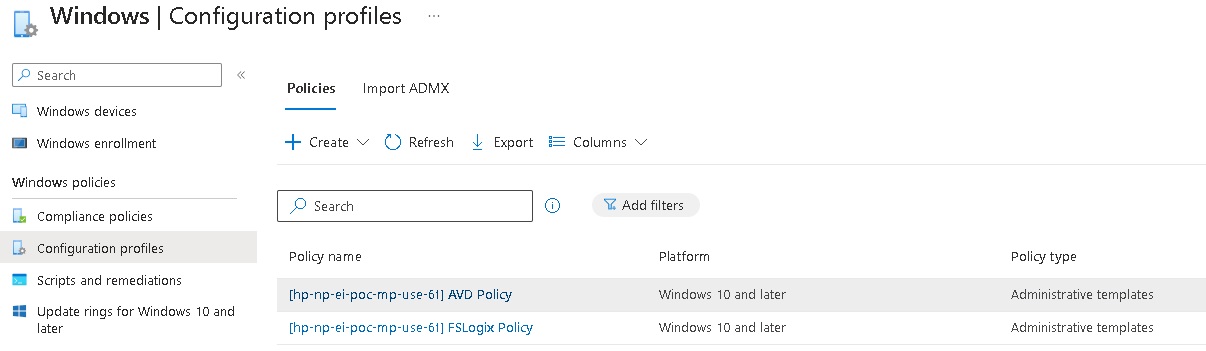 Windows | Configuration profiles ...
Search
«
Windows devices
Windows enrollment
Windows policies
Compliance policies
Configuration profiles
Scripts and remediations
Update rings for Windows 10 and
later
Policies Import ADMX
Create Refresh Export Columns
Search Add filters
Policy name Platform Policy type
[hp-np-ei-poc-mp-use-61] AVD Policy Windows 10 and later Administrative templates
[hp-np-ei-poc-mp-use-61] FSLogix Policy Windows 10 and later Administrative templates